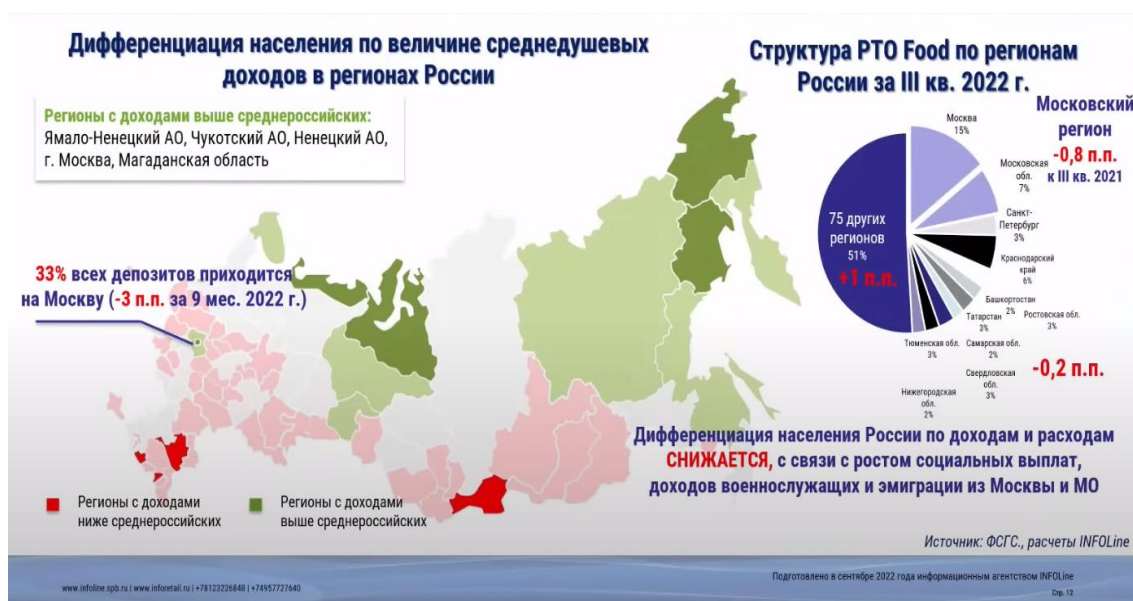 Дифференциация населения по величине среднедушевых
доходов в регионах России
Регионы с доходами выше среднероссийских:
Ямало-Ненецкий АО, Чукотский АО, Ненецкий АО,
г. Москва, Магаданская область
33% всех депозитов приходится
на Москву (-3 п.п. за 9 мес. 2022 г.)
Регионы с доходами
ниже среднероссийских
Регионы с доходами
выше среднероссийских
Структура РТО Food по регионам
России за III кв. 2022 г.
Московский
регион
-0,8 п.п.
к III кв. 2021
Москва
15%
Московская
обл.
7%
Санкт-
Петербург
3%
Краснодарский
край
6%
Башкортостан
2%
Ростовская обл.
3%
Татарстан
3%
Самарская обл.
2%
Тюменская обл.
3%
Свердловская
обл.
3%
Нижегородская
обл.
2%
75 других
регионов
51%
+1 п.п.
-0,2 п.п.
Дифференциация населения России по доходам и расходам
СНИЖАЕТСЯ, с связи с ростом социальных выплат,
доходов военнослужащих и эмиграции из Москвы и МО
Источник: ФСГС., расчеты INFOLine
www.infoline.spb.ru | www.inforetail.ru | +78123226848 | +74957727640
Подготовлено в сентябре 2022 года информационным агентством INFOLine
Стр. 12